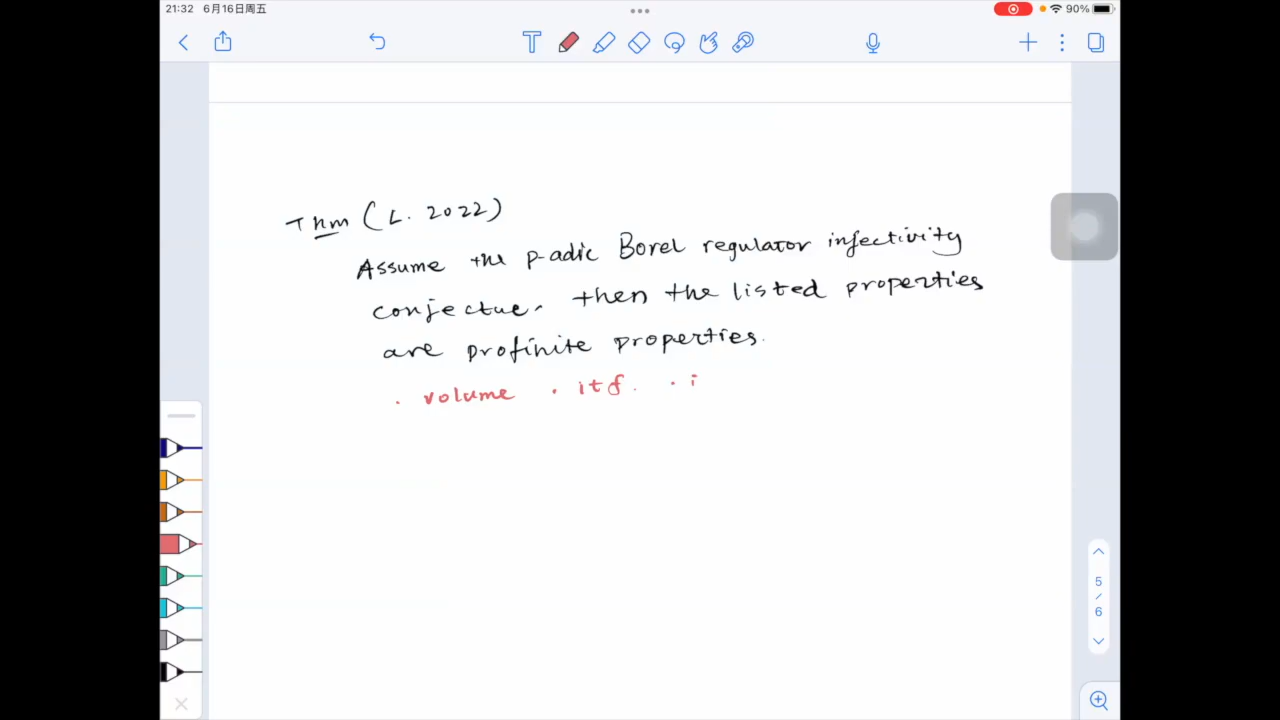 21:32 6月16日周五
90%
Thm (L. 2022)
Assume the p-adic Borel regulator injectivity
conjectue. then the listed properties
are profinite properties.
. volume . itf. . i
5
/
6